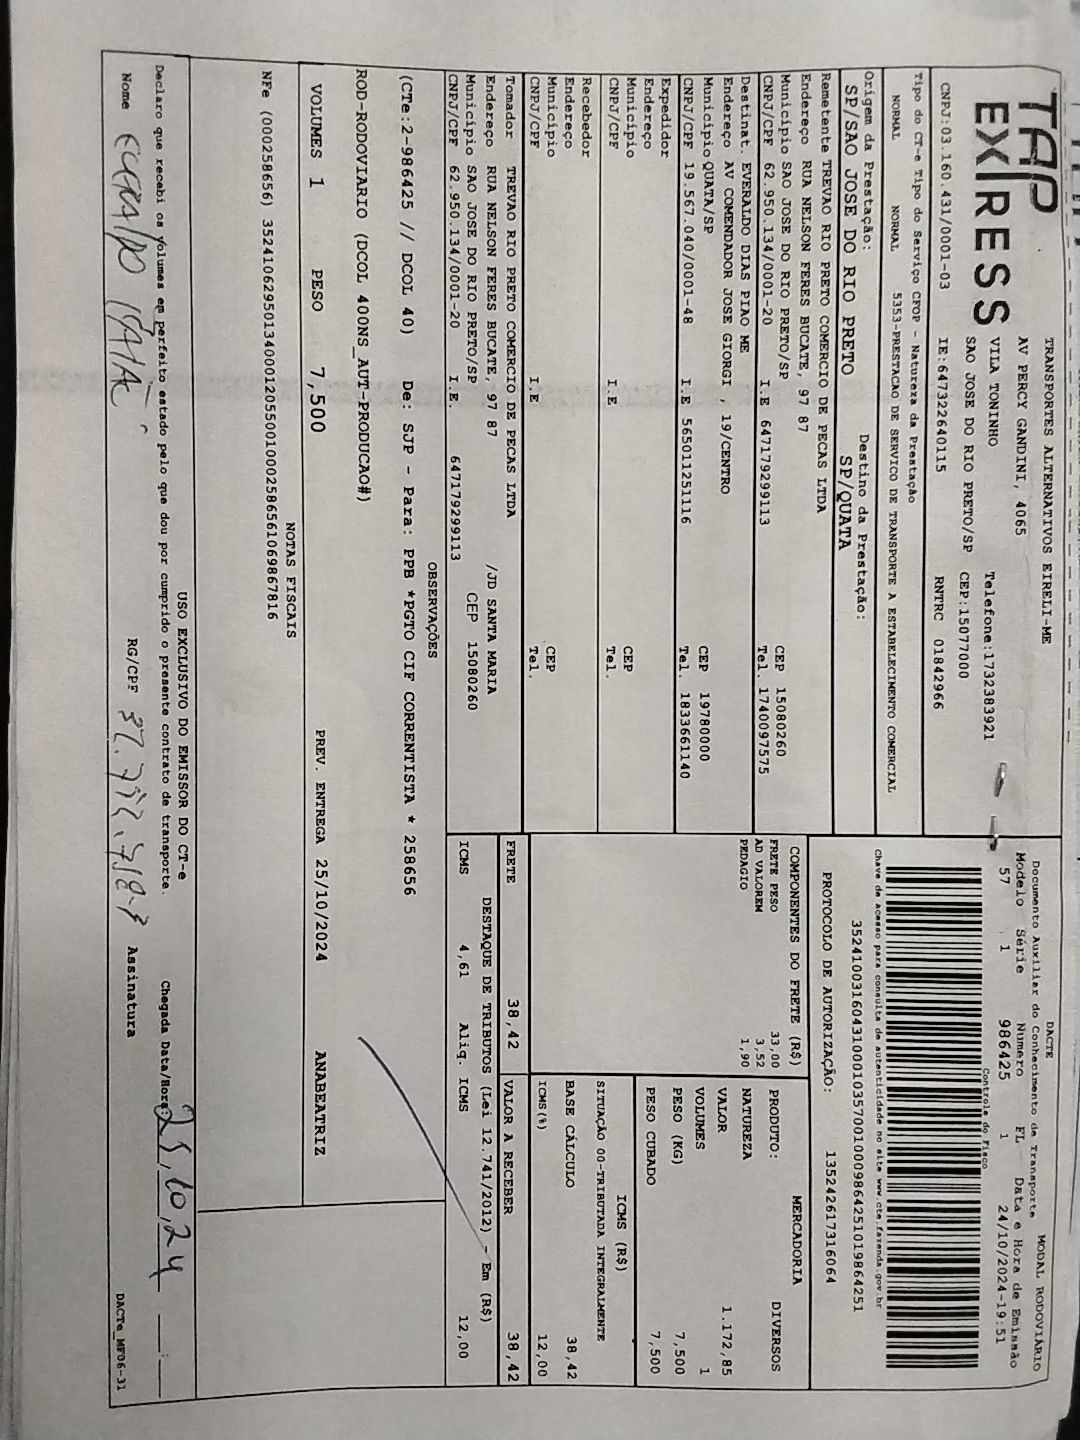 TAP
EX/RESS
TRANSPORTES ALTERNATIVOS EIRELI-ME
AV PERCY GANDINI, 4065
VILA TONINHO Telefone:1732383921
SAO JOSE DO RIO PRETO/SP CEP:15077000
CNPJ:03.160.431/0001-03 IE:647322640115 RNTRC 01842966
DACTE MODAL RODOVIÁRIO
Documento Auxiliar do Conhecimento de Transporte
Modelo Série Numero FL Data e Hora de Emissão
57 1 986425 1 24/10/2024-19:51
Controle do Fisco
Chave de acesso para consulta de autenticidade no site www.cte.fazenda.gov.br
35241003160431000103570010009864251019864251
PROTOCOLO DE AUTORIZAÇÃO: 135242617316064
Tipo do CT-e Tipo do Serviço CFOP - Natureza da Prestação
NORMAL NORMAL 5353-PRESTACAO DE SERVICO DE TRANSPORTE A ESTABELECIMENTO COMERCIAL
Origem da Prestação: Destino da Prestação:
SP/SAO JOSE DO RIO PRETO SP/QUATA
Remetente TREVAO RIO PRETO COMERCIO DE PECAS LTDA
Endereço RUA NELSON FERES BUCATE, 97 87
Municipio SAO JOSE DO RIO PRETO/SP CEP 15080260
CNPJ/CPF 62.950.134/0001-20 I.E 647179299113 Tel. 1740097575
Destinat. EVERALDO DIAS PIAO ME
Endereço AV COMENDADOR JOSE GIORGI , 19/CENTRO
Municipio QUATA/SP CEP 19780000
CNPJ/CPF 19.567.040/0001-48 I.E 565011251116 Tel. 1833661140
Expedidor
Endereço
Municipio CEP
CNPJ/CPF I.E Tel.
Recebedor
Endereço
Municipio CEP
CNPJ/CPF I.E Tel.
Tomador TREVAO RIO PRETO COMERCIO DE PECAS LTDA
Endereço RUA NELSON FERES BUCATE, 97 87 /JD SANTA MARIA
Municipio SAO JOSE DO RIO PRETO/SP CEP 15080260
CNPJ/CPF 62.950.134/0001-20 I.E. 647179299113
COMPONENTES DO FRETE (R$)
FRETE PESO 33,00
AD VALOREM 3,52
PEDAGIO 1,90
MERCADORIA
PRODUTO: DIVERSOS
NATUREZA
VALOR 1.172,85
VOLUMES 1
PESO (KG) 7,500
PESO CUBADO 7,500
ICMS (R$)
SITUAÇÃO 00-TRIBUTADA INTEGRALMENTE
BASE CÁLCULO 38,42
ICMS(%) 12,00
FRETE 38,42 VALOR A RECEBER 38,42
DESTAQUE DE TRIBUTOS (Lei 12.741/2012) - Em (R$)
ICMS 4,61 Aliq. ICMS 12,00
OBSERVAÇÕES
(CTe:2-986425 // DCOL 40) De: SJP - Para: PPB *PGTO CIF CORRENTISTA * 258656
ROD-RODOVIARIO (DCOL 400NS_AUT-PRODUCAO#)
VOLUMES 1 PESO 7,500 PREV. ENTREGA 25/10/2024 ANABEATRIZ
NOTAS FISCAIS
NFe (000258656) 35241062950134000120550010002586561069867816
USO EXCLUSIVO DO EMISSOR DO CT-e
Declaro que recebi os volumes em perfeito estado pelo que dou por cumprido o presente contrato de transporte. Chegada Data/Hora: 25,10,24 :
Nome RG/CPF Assinatura DACTe_MF06-31